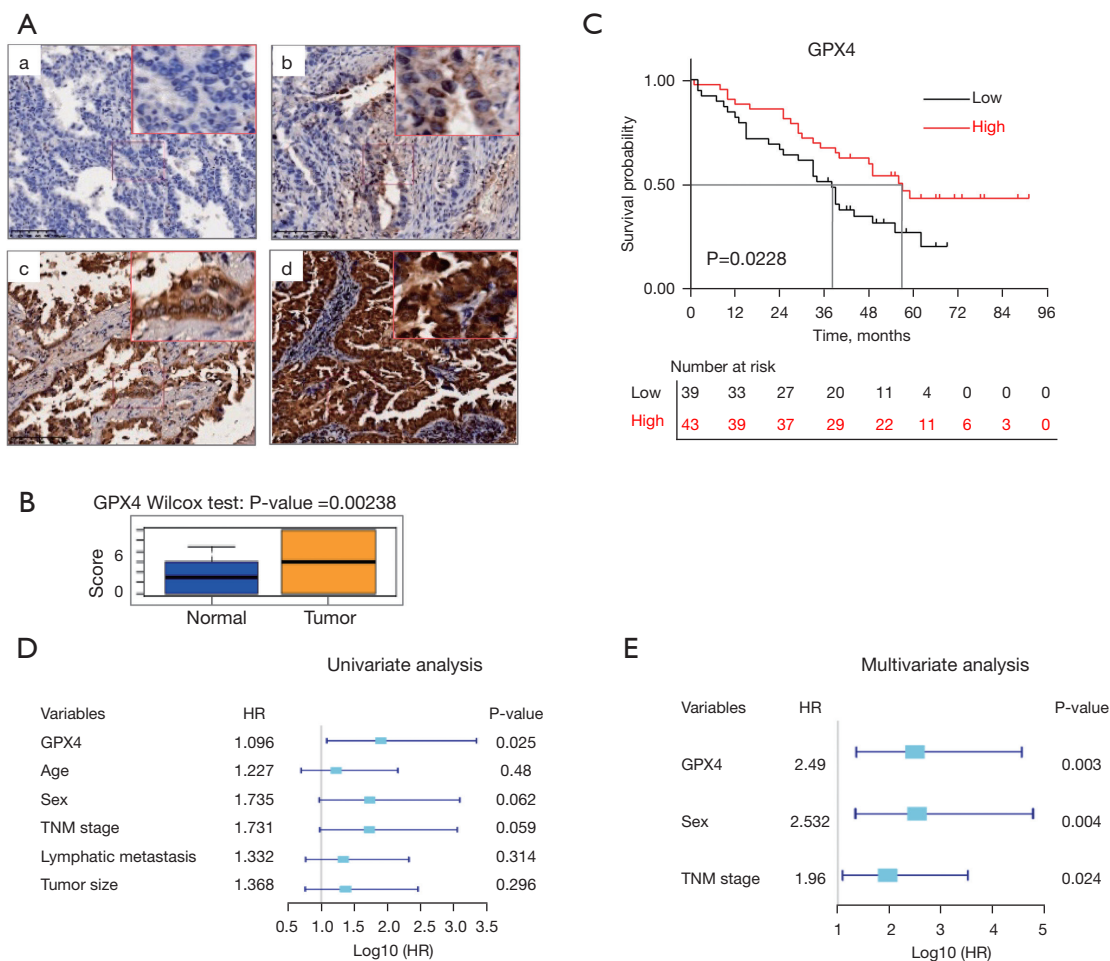 A
a
b
c
d
B
GPX4 Wilcox test: P-value =0.00238
Score
6
0
Normal
Tumor
C
GPX4
Survival probability
1.00
0.50
0.00
Low
High
P=0.0228
0 12 24 36 48 60 72 84 96
Time, months
Number at risk
Low 39 33 27 20 11 4 0 0 0
High 43 39 37 29 22 11 6 3 0
D
Univariate analysis
Variables HR P-value
GPX4 1.096 0.025
Age 1.227 0.48
Sex 1.735 0.062
TNM stage 1.731 0.059
Lymphatic metastasis 1.332 0.314
Tumor size 1.368 0.296
0.5 1.0 1.5 2.0 2.5 3.0 3.5
Log10 (HR)
E
Multivariate analysis
Variables HR P-value
GPX4 2.49 0.003
Sex 2.532 0.004
TNM stage 1.96 0.024
1 2 3 4 5
Log10 (HR)